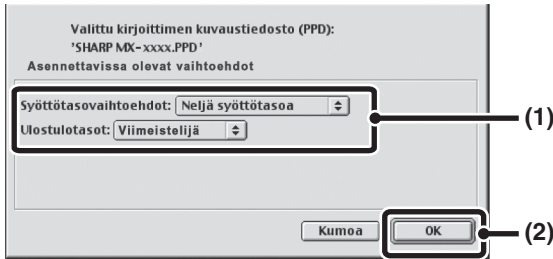 Valittu kirjoittimen kuvaustiedosto (PPD):
'SHARP MX-xxxx.PPD'
Asennettavissa olevat vaihtoehdot
Syöttötasovaihtoehdot: Neljä syöttötasoa
(1)
Ulostulotasot: Viimeistelijä
Kumoa OK
(2)